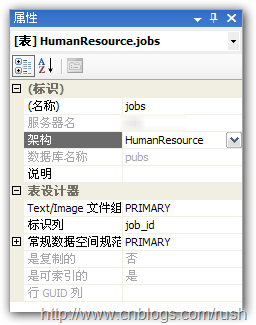 属性
[表] HumanResource.jobs
(标识)
(名称) jobs
服务器名
架构 HumanResource
数据库名称 pubs
说明
表设计器
Text/Image 文件组 PRIMARY
标识列 job_id
常规数据空间规范 PRIMARY
是复制的 否
是可索引的 是
行 GUID 列
http://www.cnblogs.com/rush